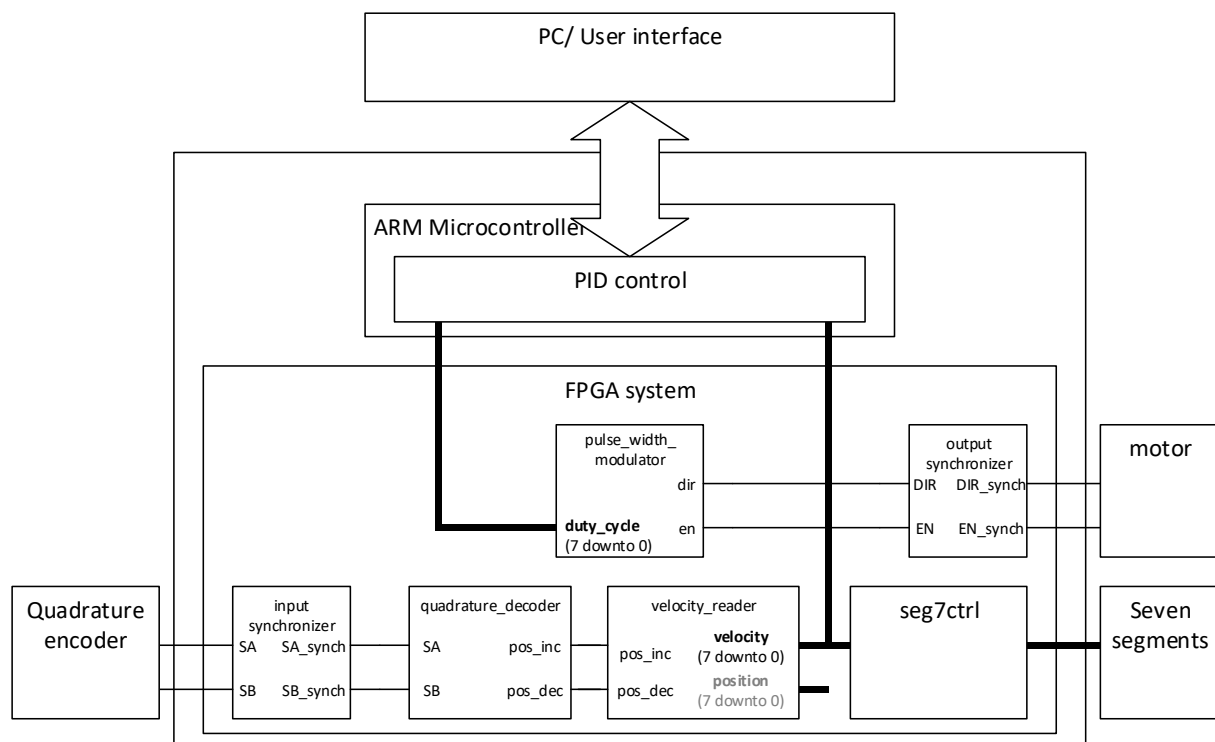 PC/ User interface
ARM Microcontroller
PID control
FPGA system
pulse_width_
modulator
dir
duty_cycle
(7 downto 0)
en
output
synchronizer
DIR
DIR_synch
EN
EN_synch
motor
Quadrature
encoder
input
synchronizer
SA
SA_synch
SB
SB_synch
quadrature_decoder
SA
pos_inc
SB
pos_dec
velocity_reader
pos_inc
velocity
(7 downto 0)
pos_dec
position
(7 downto 0)
seg7ctrl
Seven
segments